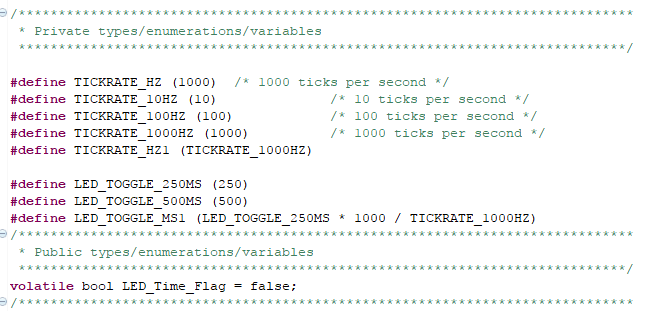 /*****************************************************************************
 * Private types/enumerations/variables
 ****************************************************************************/
#define TICKRATE_HZ (1000)  /* 1000 ticks per second */
#define TICKRATE_10HZ (10)              /* 10 ticks per second */
#define TICKRATE_100HZ (100)            /* 100 ticks per second */
#define TICKRATE_1000HZ (1000)          /* 1000 ticks per second */
#define TICKRATE_HZ1 (TICKRATE_1000HZ)
#define LED_TOGGLE_250MS (250)
#define LED_TOGGLE_500MS (500)
#define LED_TOGGLE_MS1 (LED_TOGGLE_250MS * 1000 / TICKRATE_1000HZ)
/*****************************************************************************
 * Public types/enumerations/variables
 ****************************************************************************/
volatile bool LED_Time_Flag = false;
/*****************************************************************************